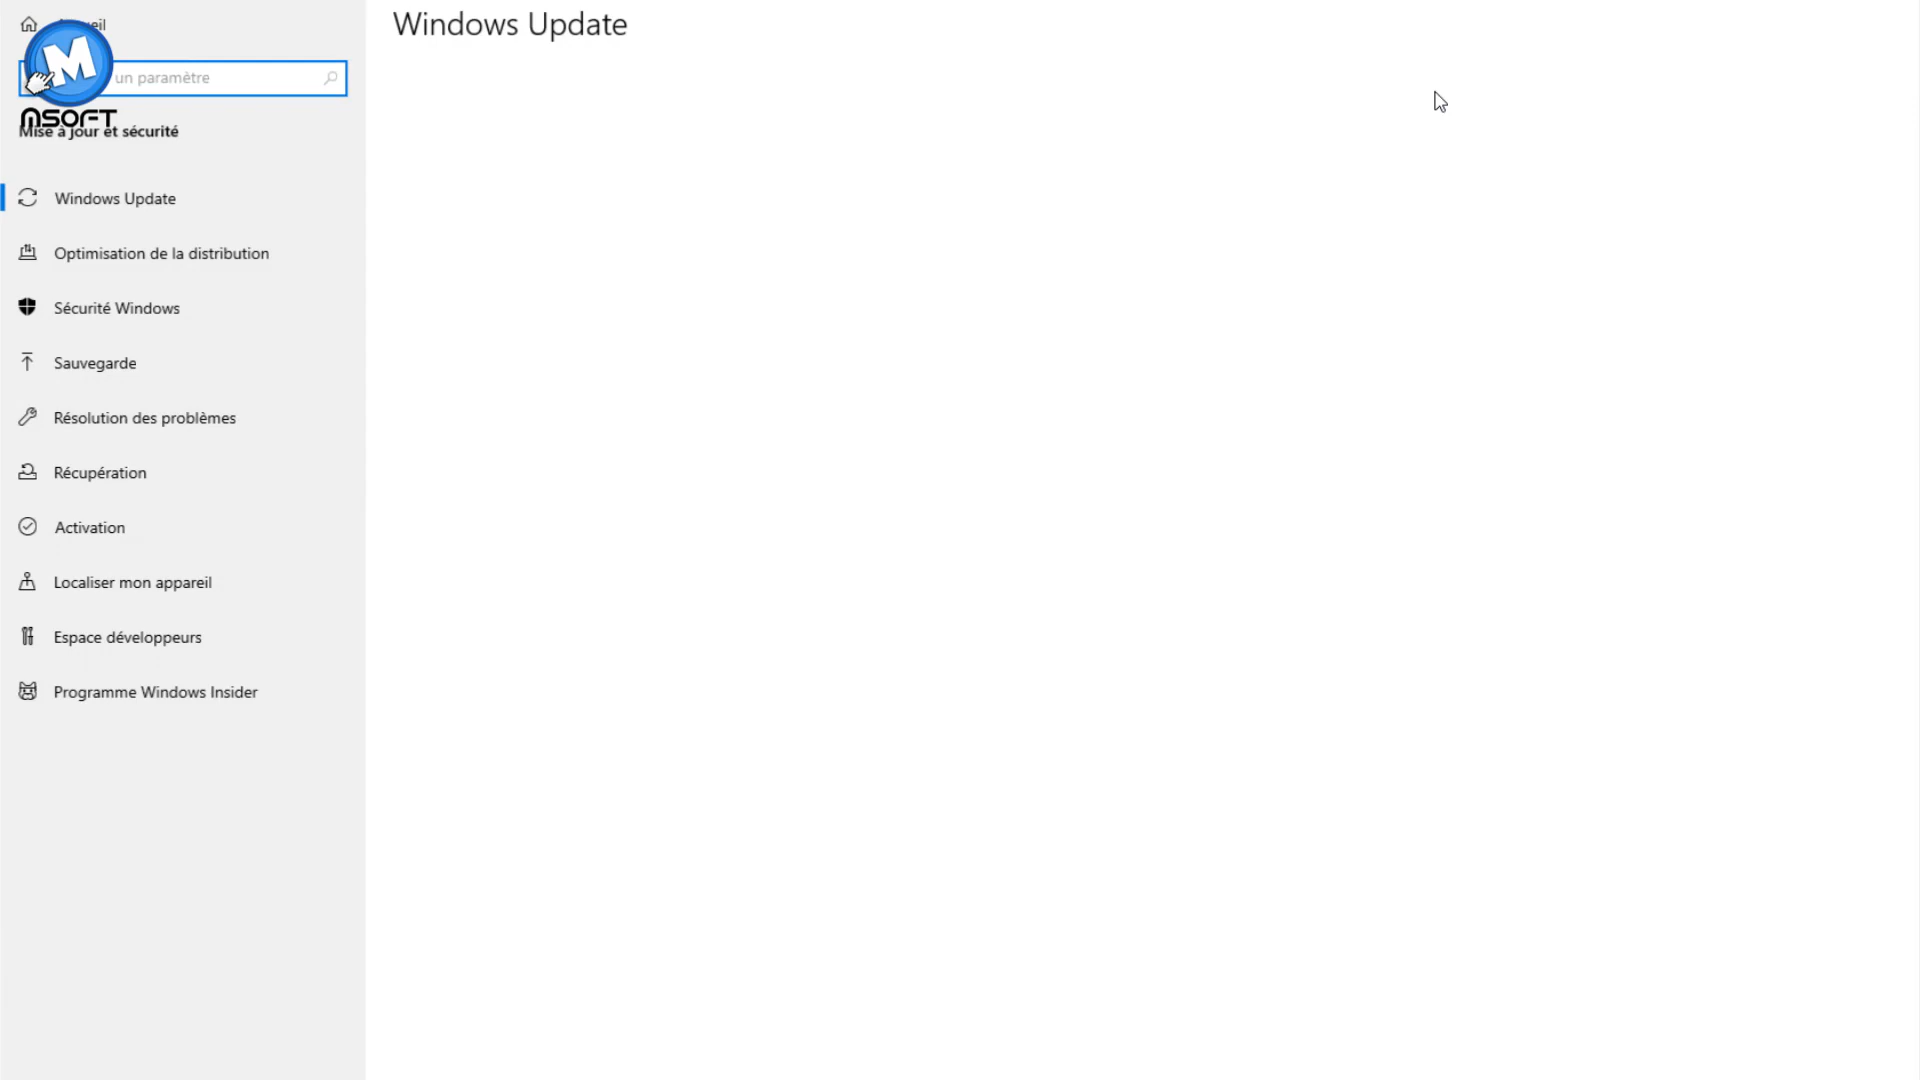 Windows Update
un paramètre
M
MSOFT
Mise à jour et sécurité
Windows Update
Optimisation de la distribution
Sécurité Windows
Sauvegarde
Résolution des problèmes
Récupération
Activation
Localiser mon appareil
Espace développeurs
Programme Windows Insider